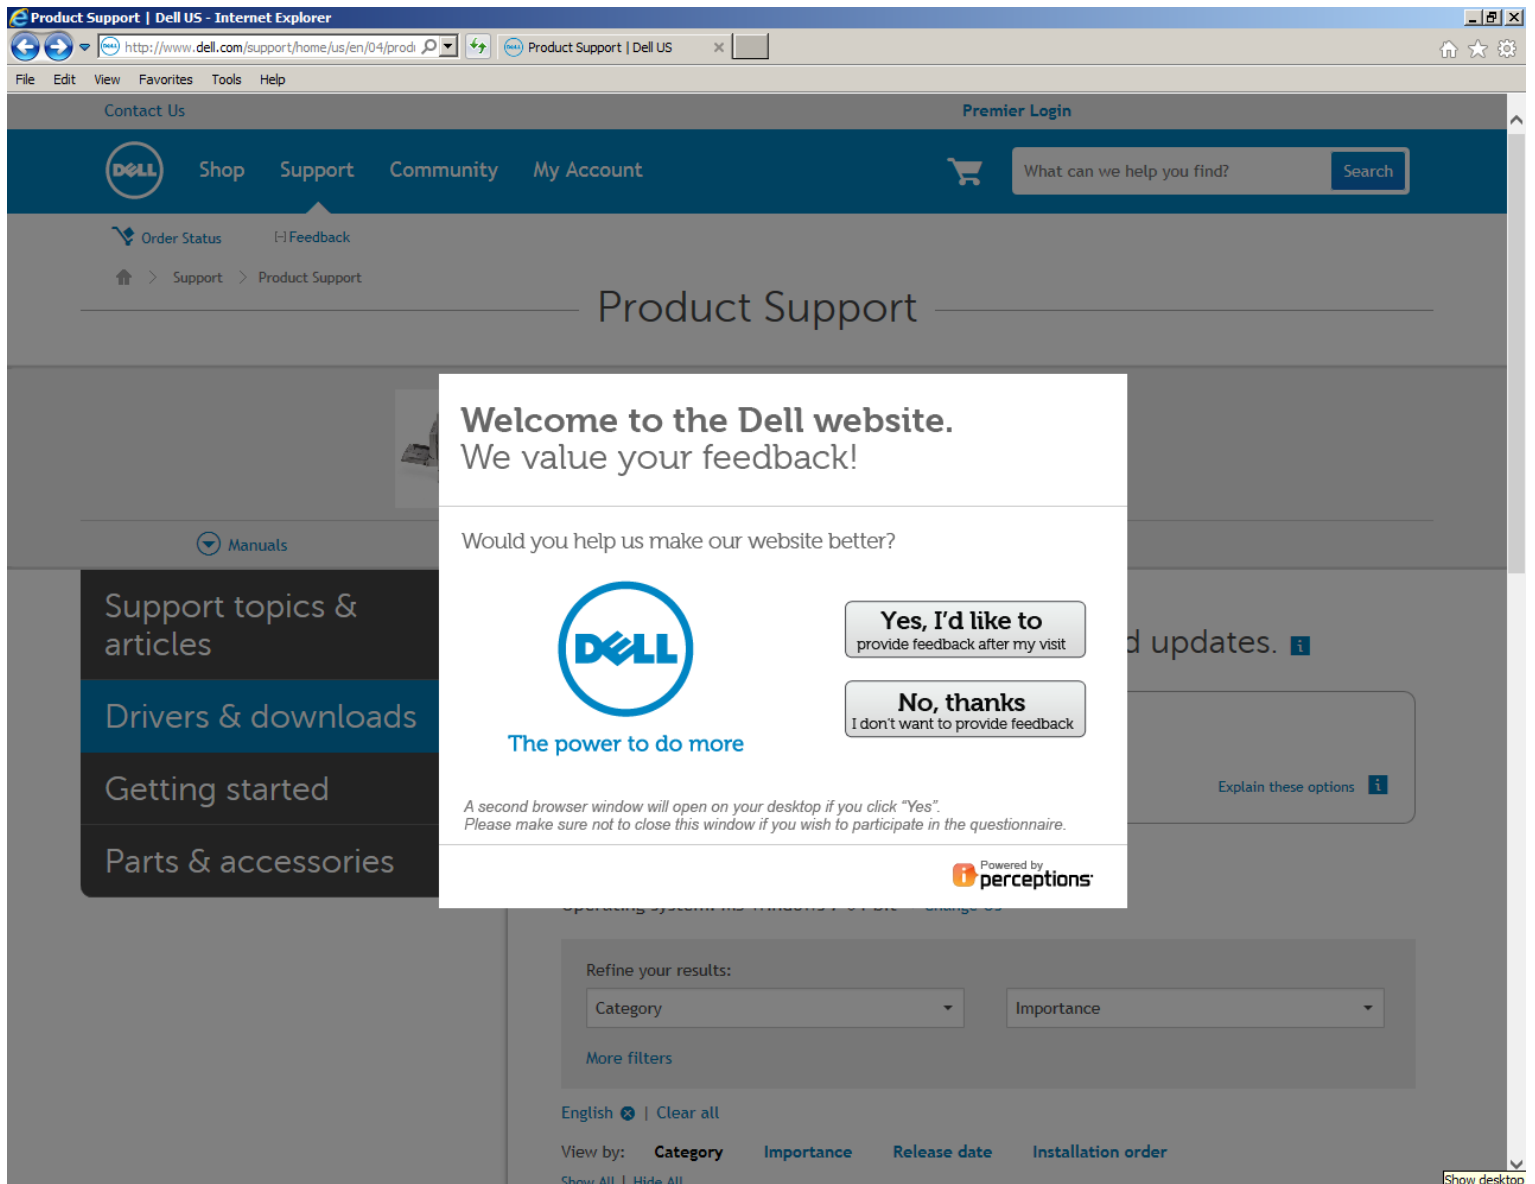 Product Support | Dell US - Internet Explorer
http://www.dell.com/support/home/us/en/04/produ
Product Support | Dell US
File Edit View Favorites Tools Help
Contact Us
Premier Login
DELL
Shop Support Community My Account
What can we help you find?
Search
Order Status
[-] Feedback
Support > Product Support
Product Support
Welcome to the Dell website.
We value your feedback!
Manuals
Would you help us make our website better?
Support topics &
articles
Drivers & downloads
Getting started
Parts & accessories
DELL
The power to do more
Yes, I'd like to
provide feedback after my visit
No, thanks
I don't want to provide feedback
d updates.
Explain these options
A second browser window will open on your desktop if you click "Yes".
Please make sure not to close this window if you wish to participate in the questionnaire.
Powered by
iperceptions
Refine your results:
Category
Importance
More filters
English | Clear all
View by: Category Importance Release date Installation order
Show All | Hide All
Show desktop